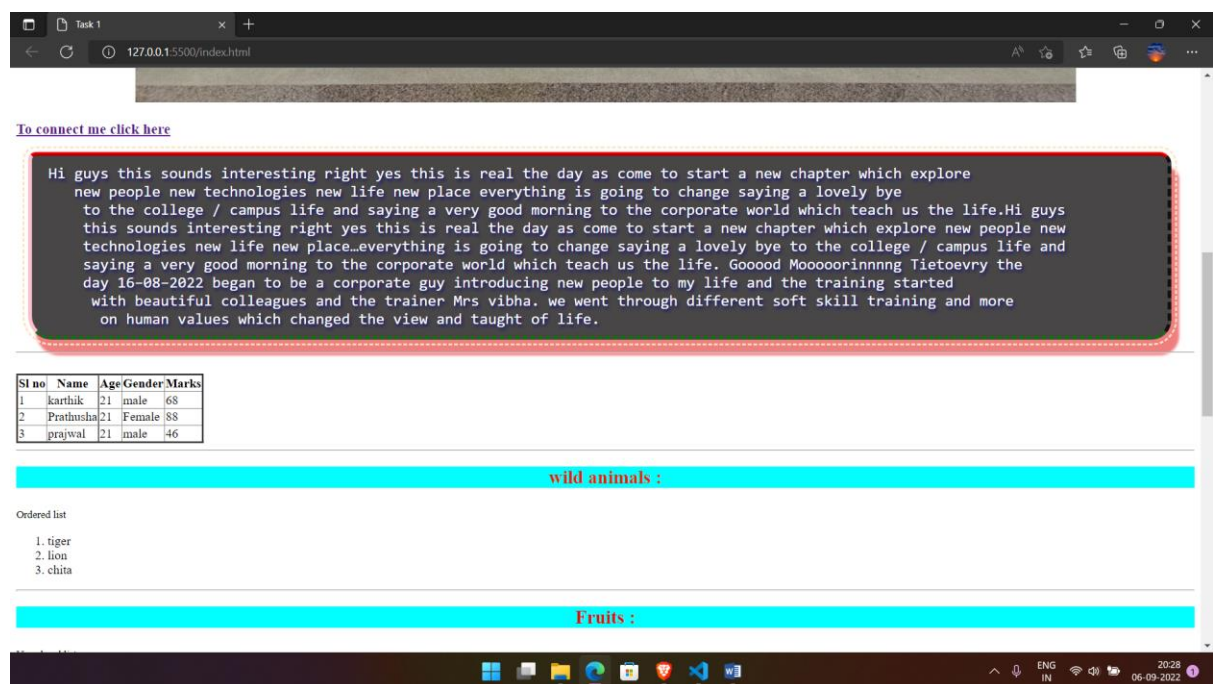 Task 1
127.0.0.1:5500/index.html
To connect me click here
Hi guys this sounds interesting right yes this is real the day as come to start a new chapter which explore
new people new technologies new life new place everything is going to change saying a lovely bye
to the college / campus life and saying a very good morning to the corporate world which teach us the life.Hi guys
this sounds interesting right yes this is real the day as come to start a new chapter which explore new people new
technologies new life new place…everything is going to change saying a lovely bye to the college / campus life and
saying a very good morning to the corporate world which teach us the life. Gooood Mooooorinnnng Tietoevry the
day 16-08-2022 began to be a corporate guy introducing new people to my life and the training started
with beautiful colleagues and the trainer Mrs vibha. we went through different soft skill training and more
on human values which changed the view and taught of life.
Sl no Name Age Gender Marks
1 karthik 21 male 68
2 Prathusha 21 Female 88
3 prajwal 21 male 46
wild animals :
Ordered list
1. tiger
2. lion
3. chita
Fruits :
ENG 20:28
IN 06-09-2022 1